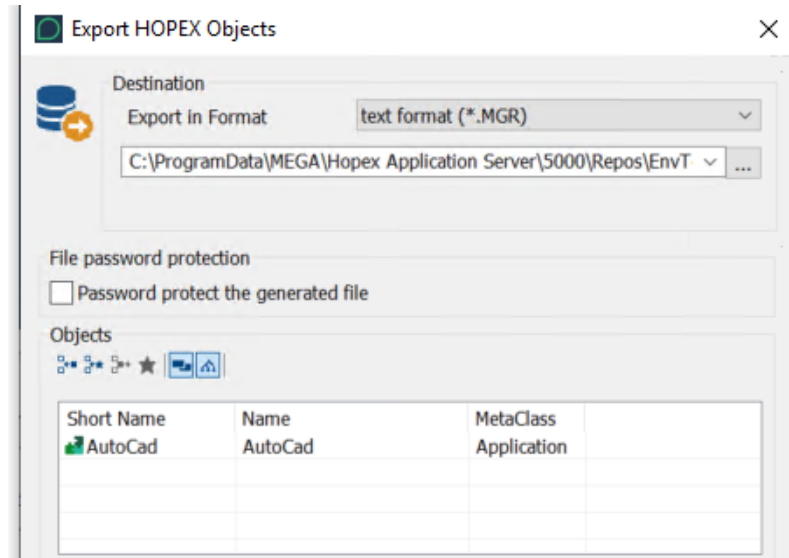 Export HOPEX Objects
Destination
Export in Format text format (*.MGR)
C:\ProgramData\MEGA\Hopex Application Server\5000\Repos\EnvT ...
File password protection
Password protect the generated file
Objects
Short Name Name MetaClass
AutoCad AutoCad Application